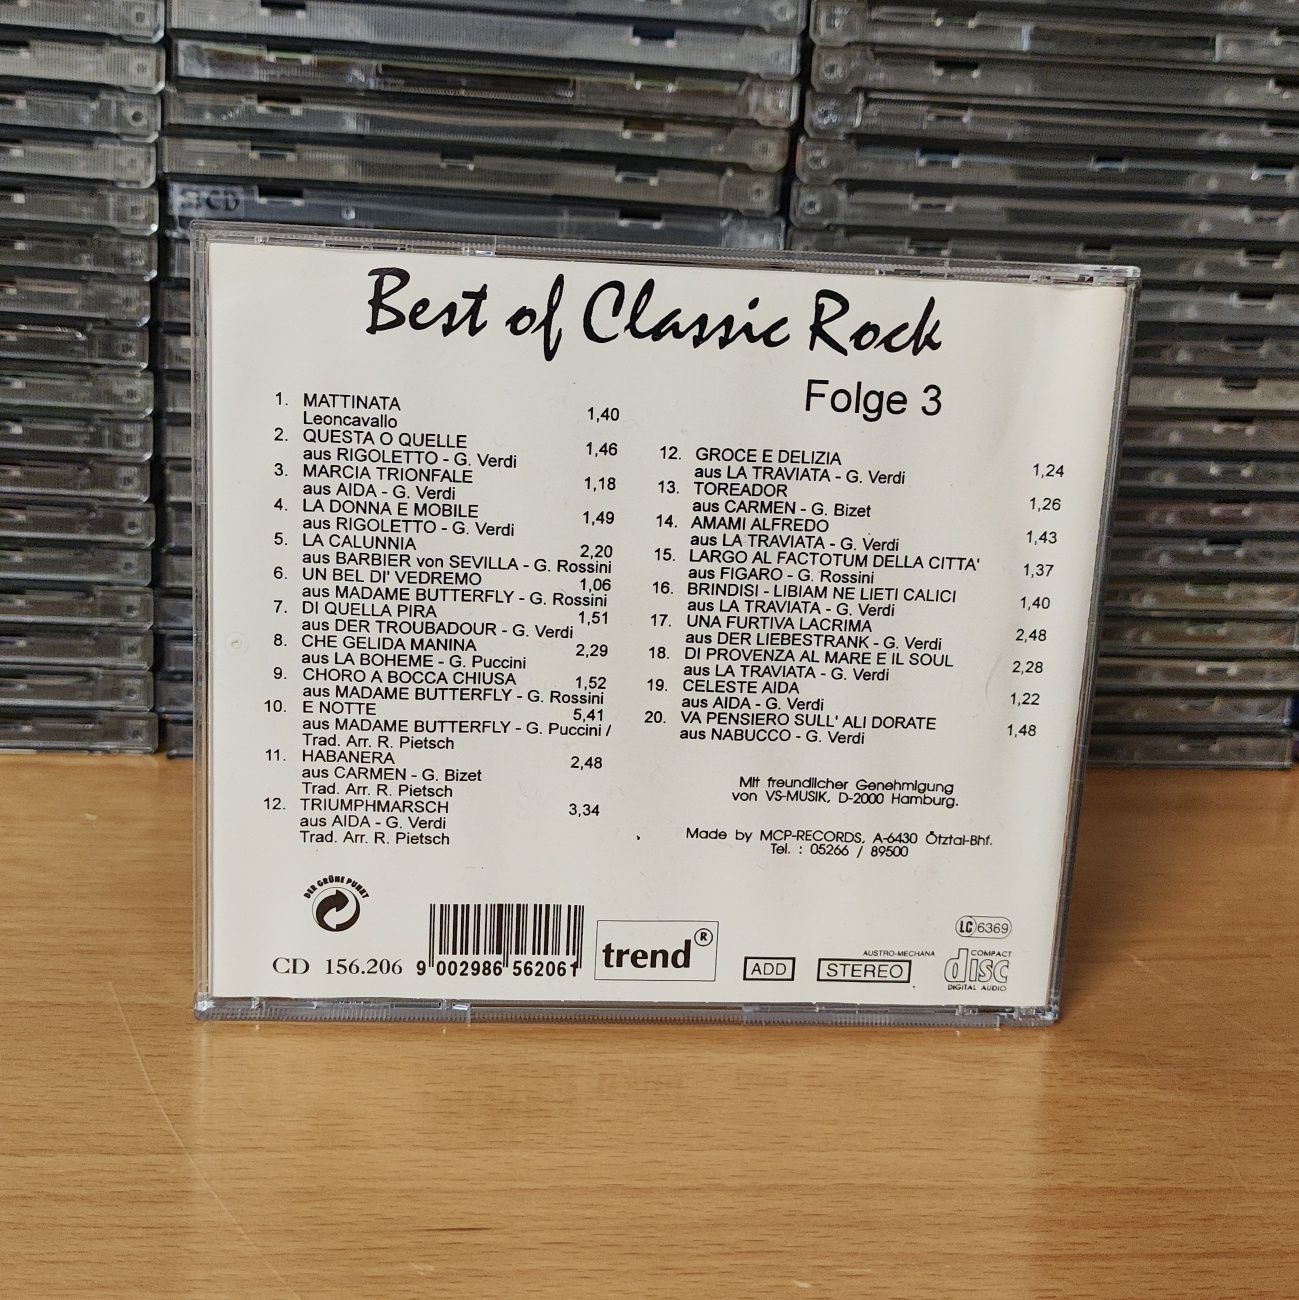 CD
Best of Classic Rock
Folge 3
1. MATTINATA
Leoncavallo 1,40
2. QUESTA O QUELLE
aus RIGOLETTO - G. Verdi 1,46
3. MARCIA TRIONFALE
aus AIDA - G. Verdi 1,18
4. LA DONNA E MOBILE
aus RIGOLETTO - G. Verdi 1,49
5. LA CALUNNIA 2,20
aus BARBIER von SEVILLA - G. Rossini
6. UN BEL DI' VEDREMO 1,06
aus MADAME BUTTERFLY - G. Rossini
7. DI QUELLA PIRA 1,51
aus DER TROUBADOUR - G. Verdi
8. CHE GELIDA MANINA 2,29
aus LA BOHEME - G. Puccini
9. CHORO A BOCCA CHIUSA 1,52
aus MADAME BUTTERFLY - G. Rossini
10. E NOTTE 5,41
aus MADAME BUTTERFLY - G. Puccini /
Trad. Arr. R. Pietsch
11. HABANERA 2,48
aus CARMEN - G. Bizet
Trad. Arr. R. Pietsch
12. TRIUMPHMARSCH 3,34
aus AIDA - G. Verdi
Trad. Arr. R. Pietsch
12. GROCE E DELIZIA
aus LA TRAVIATA - G. Verdi 1,24
13. TOREADOR
aus CARMEN - G. Bizet 1,26
14. AMAMI ALFREDO
aus LA TRAVIATA - G. Verdi 1,43
15. LARGO AL FACTOTUM DELLA CITTA'
aus FIGARO - G. Rossini 1,37
16. BRINDISI - LIBIAM NE LIETI CALICI
aus LA TRAVIATA - G. Verdi 1,40
17. UNA FURTIVA LACRIMA
aus DER LIEBESTRANK - G. Verdi 2,48
18. DI PROVENZA AL MARE E IL SOUL
aus LA TRAVIATA - G. Verdi 2,28
19. CELESTE AIDA
aus AIDA - G. Verdi 1,22
20. VA PENSIERO SULL' ALI DORATE
aus NABUCCO - G. Verdi 1,48
Mit freundlicher Genehmigung
von VS-MUSIK, D-2000 Hamburg.
Made by MCP-RECORDS, A-6430 Ötztal-Bhf.
Tel. : 05266 / 89500
DER GRÜNE PUNKT
CD 156.206
9 002986 562061
trend®
ADD
AUSTRO-MECHANA
STEREO
LC 6369
COMPACT
disc
DIGITAL AUDIO